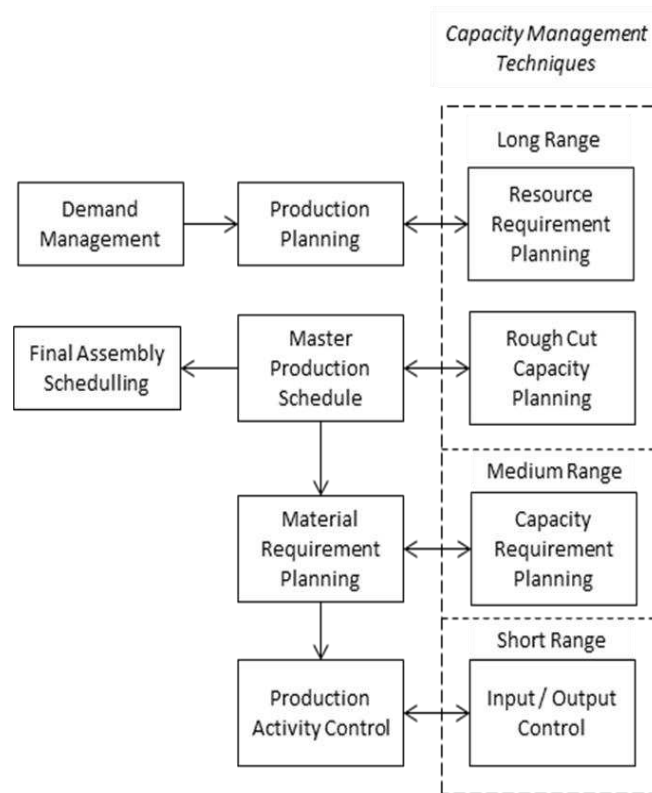 Capacity Management
Techniques
Long Range
Demand
Management
Production
Planning
Resource
Requirement
Planning
Final Assembly
Schedulling
Master
Production
Schedule
Rough Cut
Capacity
Planning
Medium Range
Material
Requirement
Planning
Capacity
Requirement
Planning
Short Range
Production
Activity Control
Input / Output
Control